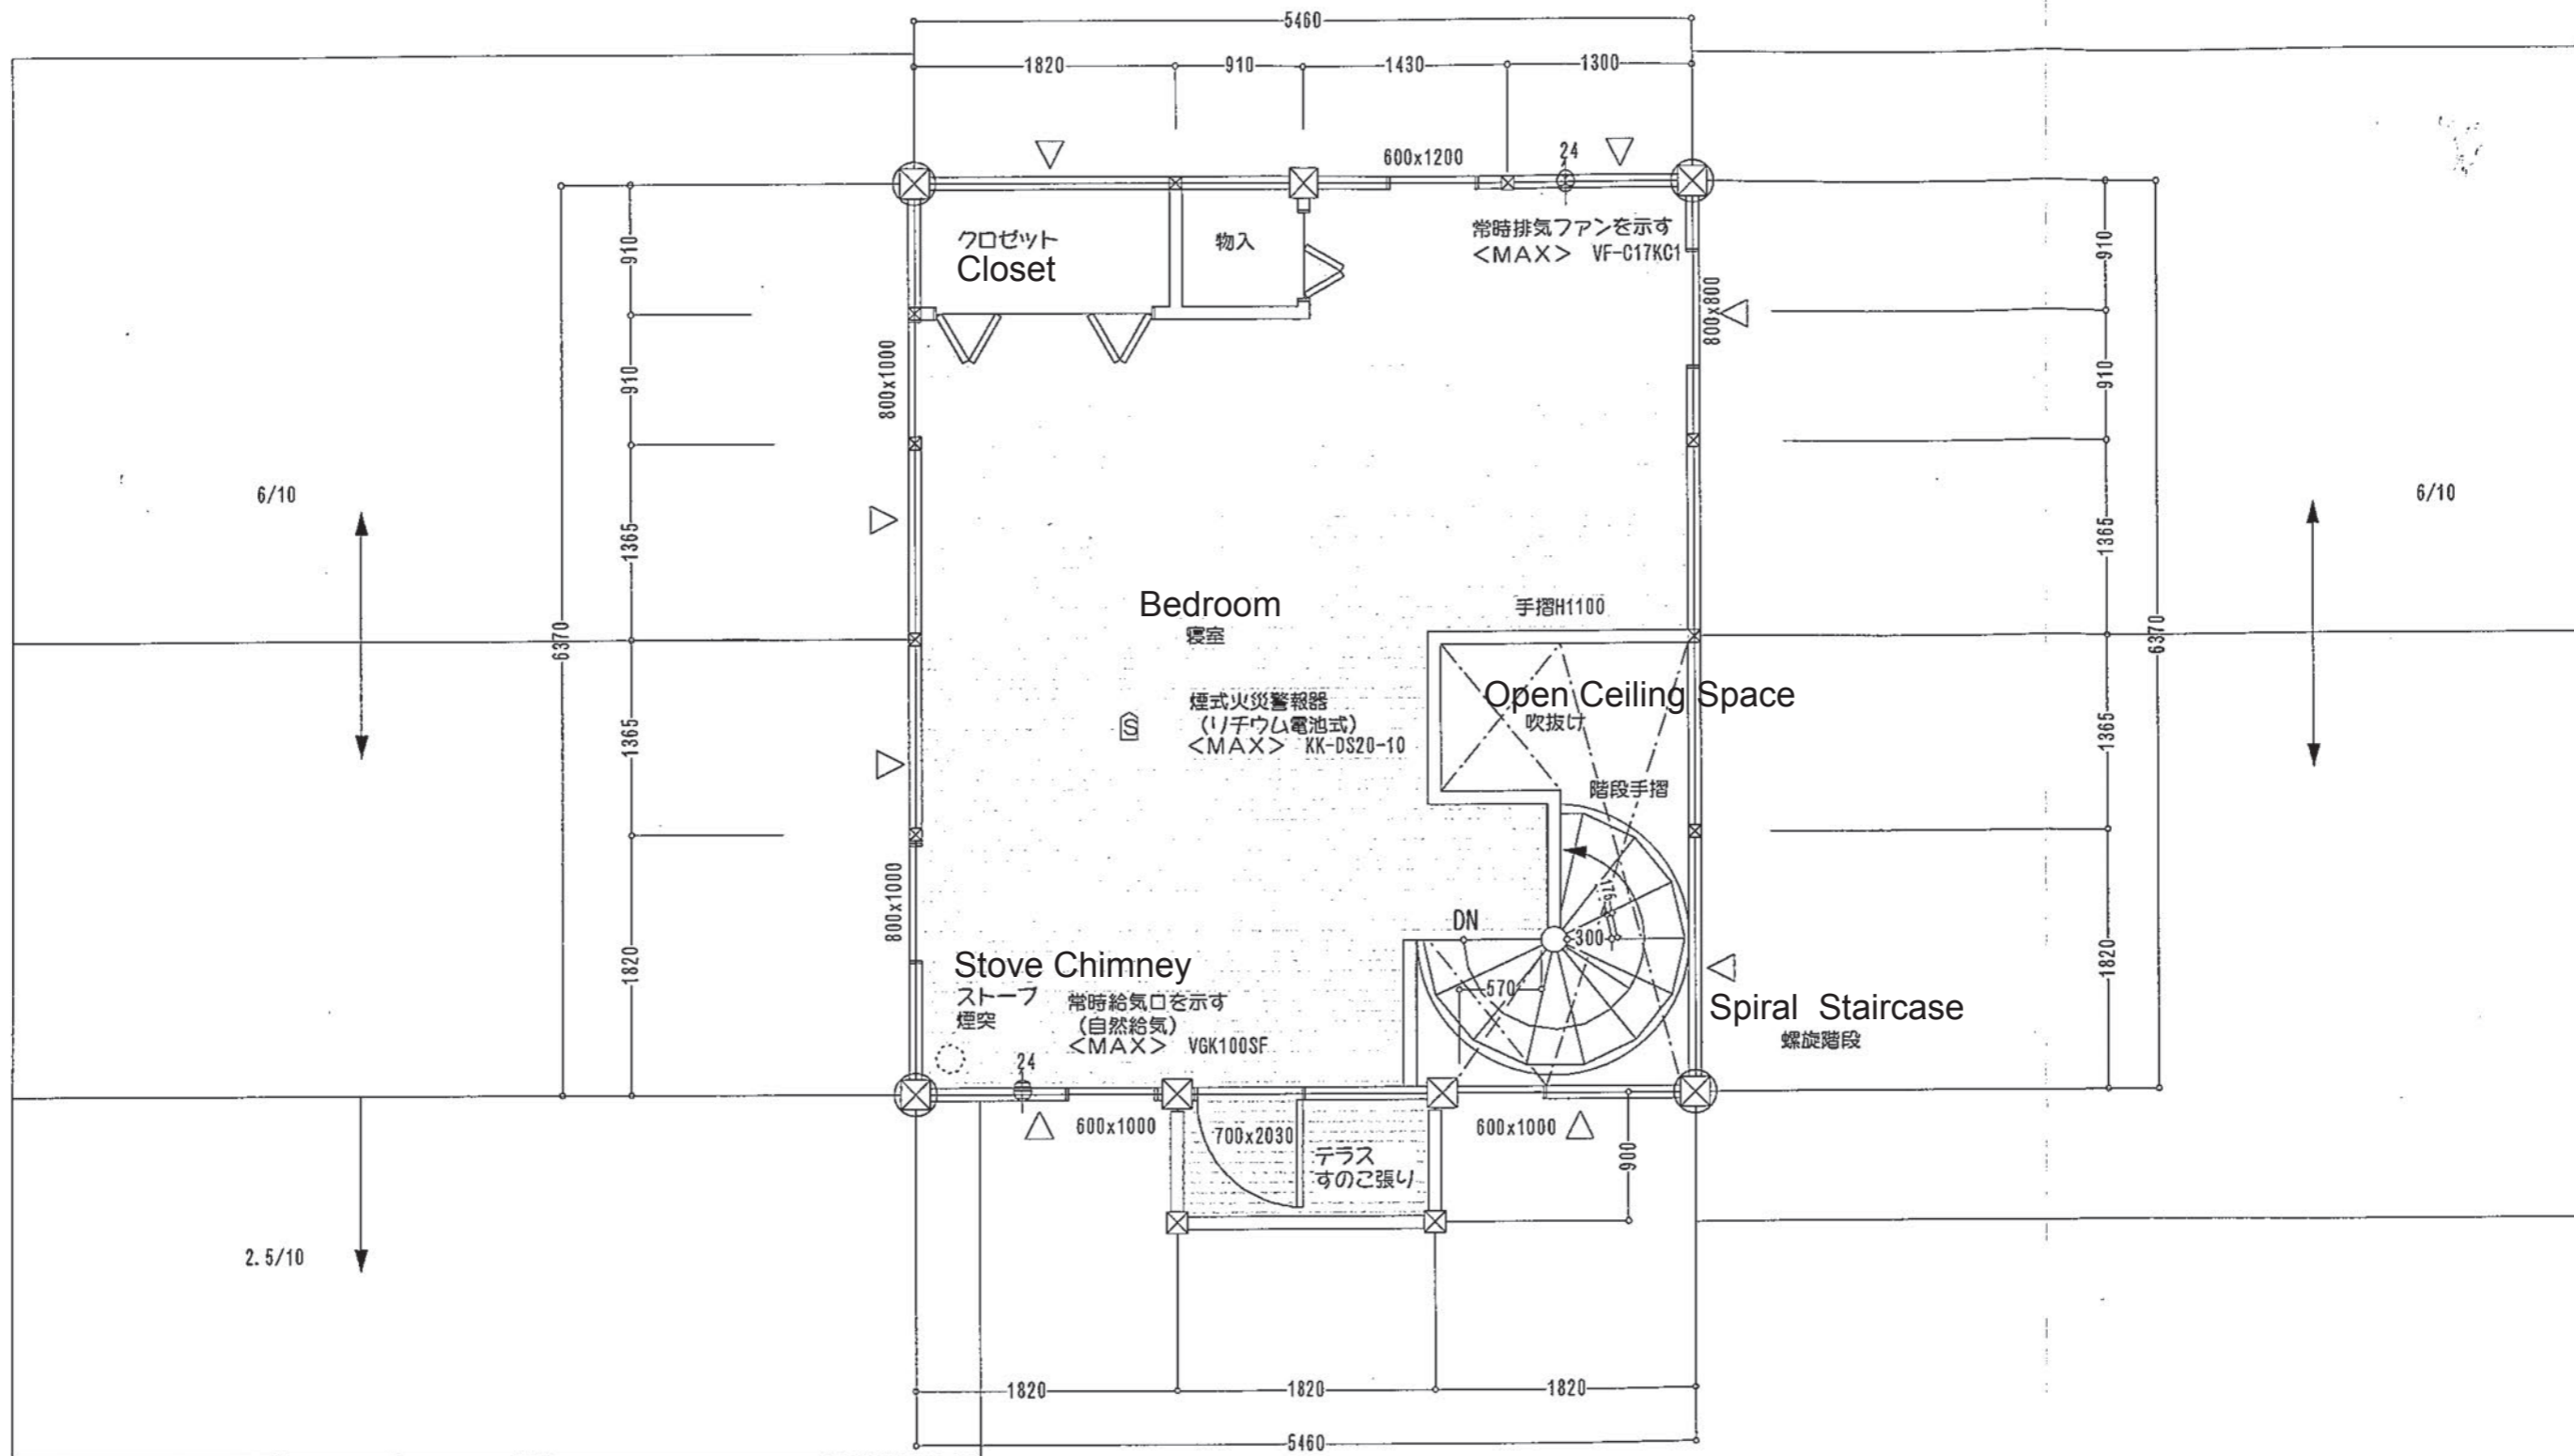 5460
1820
910
1430
1300
600x1200
24
クロゼット
Closet
物入
常時排気ファンを示す
<MAX> VF-C17KC1
910
910
1365
1365
1820
6370
800x1000
800x1000
800x800
910
910
1365
1365
1820
6370
6/10
6/10
Bedroom
寝室
手摺H1100
煙式火災警報器
(リチウム電池式)
<MAX> KK-DS20-10
S
Open Ceiling Space
吹抜け
階段手摺
175
DN
300
570
Stove Chimney
ストーブ
煙突
常時給気口を示す
(自然給気)
<MAX> VGK100SF
24
Spiral Staircase
螺旋階段
600x1000
700x2030
テラス
すのこ張り
600x1000
900
2.5/10
1820
1820
1820
5460